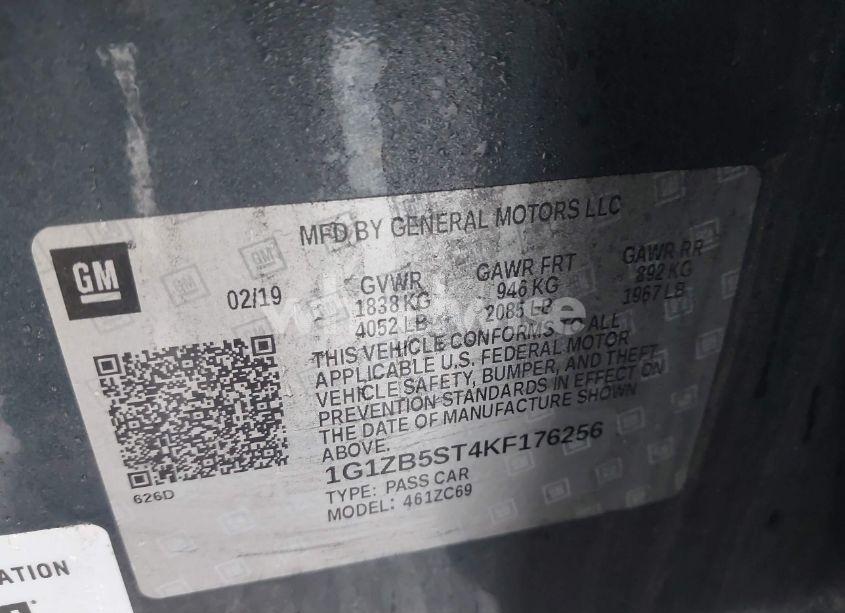 MFD BY GENERAL MOTORS LLC
GM
02/19
GVWR GAWR FRT GAWR RR
1838 KG 946 KG 892 KG
4052 LB 2085 LB 1967 LB
THIS VEHICLE CONFORMS TO ALL
APPLICABLE U.S. FEDERAL MOTOR
VEHICLE SAFETY, BUMPER, AND THEFT
PREVENTION STANDARDS IN EFFECT ON
THE DATE OF MANUFACTURE SHOWN
ABOVE.
1G1ZB5ST4KF176256
TYPE: PASS CAR
MODEL: 461ZC69
626D
ATION